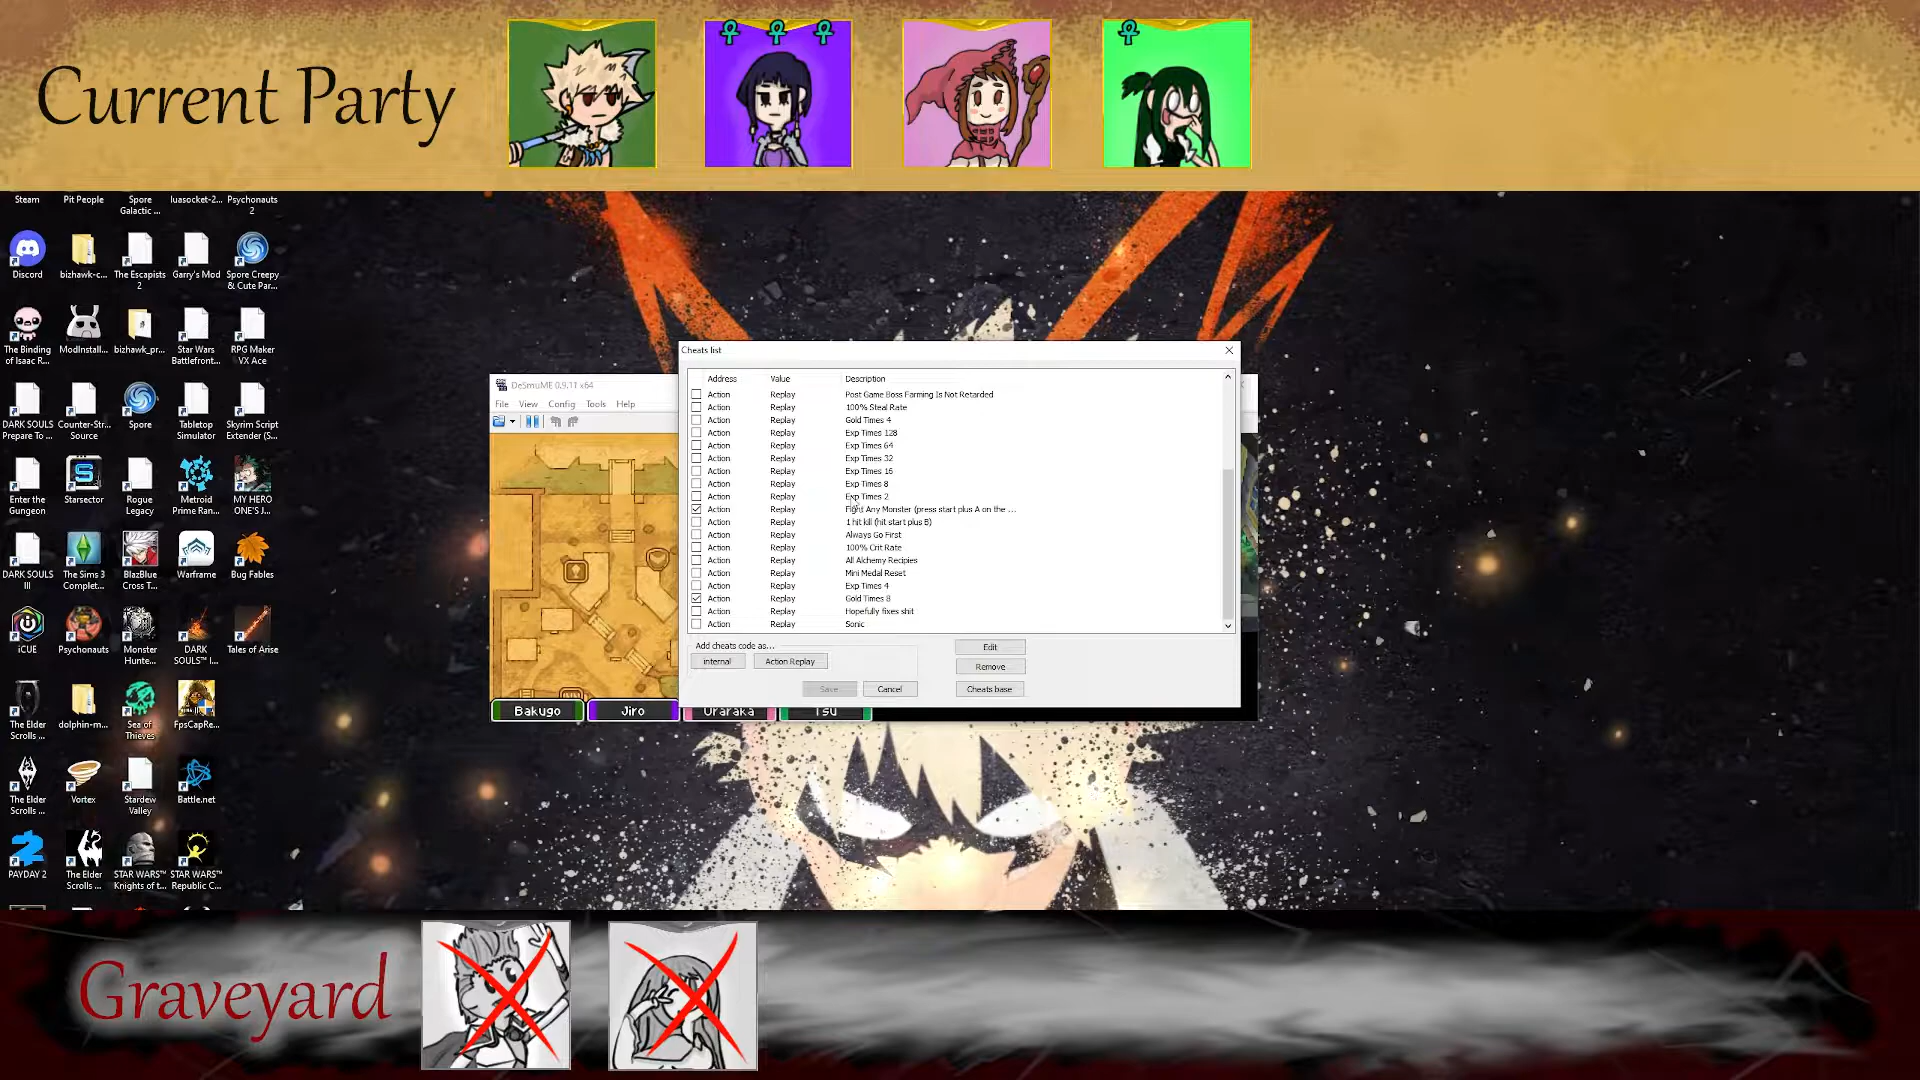 Current Party
Steam
Pit People
Spore Galactic ...
luasocket-2...
Psychonauts 2
Discord
bizhawk-c...
The Escapists 2
Garry's Mod
Spore Creepy & Cute Par...
The Binding of Isaac R...
ModInstall...
bizhawk_pr...
Star Wars Battlefront...
RPG Maker VX Ace
DARK SOULS Prepare To ...
Counter-Str... Source
Spore
Tabletop Simulator
Skyrim Script Extender (S...
Enter the Gungeon
Starsector
Rogue Legacy
Metroid Prime Ran...
MY HERO ONE'S J...
DARK SOULS III
The Sims 3 Complet...
BlazBlue Cross T...
Warframe
Bug Fables
iCUE
Psychonauts
Monster Hunte...
DARK SOULS™ I...
Tales of Arise
The Elder Scrolls ...
dolphin-m...
Sea of Thieves
FpsCapRe...
The Elder Scrolls ...
Vortex
Stardew Valley
Battle.net
PAYDAY 2
The Elder Scrolls ...
STAR WARS™ Knights of t...
STAR WARS™ Republic C...
DeSmuME 0.9.11 x64
File View Config Tools Help
Bakugo Jiro Uraraka Tsu
Cheats list
Address Value Description
Action Replay Post Game Boss Farming Is Not Retarded
Action Replay 100% Steal Rate
Action Replay Gold Times 4
Action Replay Exp Times 128
Action Replay Exp Times 64
Action Replay Exp Times 32
Action Replay Exp Times 16
Action Replay Exp Times 8
Action Replay Exp Times 2
Action Replay Fight Any Monster (press start plus A on the ...
Action Replay 1 hit kill (hit start plus B)
Action Replay Always Go First
Action Replay 100% Crit Rate
Action Replay All Alchemy Recipies
Action Replay Mini Medal Reset
Action Replay Exp Times 4
Action Replay Gold Times 8
Action Replay Hopefully fixes shit
Action Replay Sonic
Add cheats code as...
internal Action Replay
Edit
Remove
Save Cancel Cheats base
Graveyard